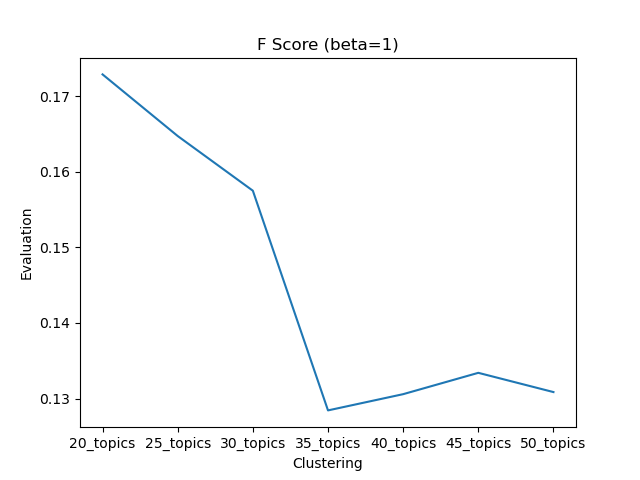 F Score (beta=1)
0.17
0.16
0.15
0.14
0.13
Evaluation
20_topics 25_topics 30_topics 35_topics 40_topics 45_topics 50_topics
Clustering